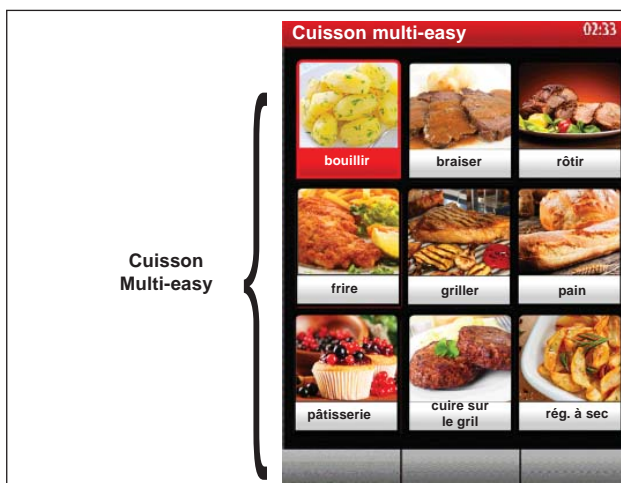 Cuisson multi-easy 02:33
bouillir braiser rôtir
Cuisson
Multi-easy
frire griller pain
pâtisserie cuire sur
le gril rég. à sec